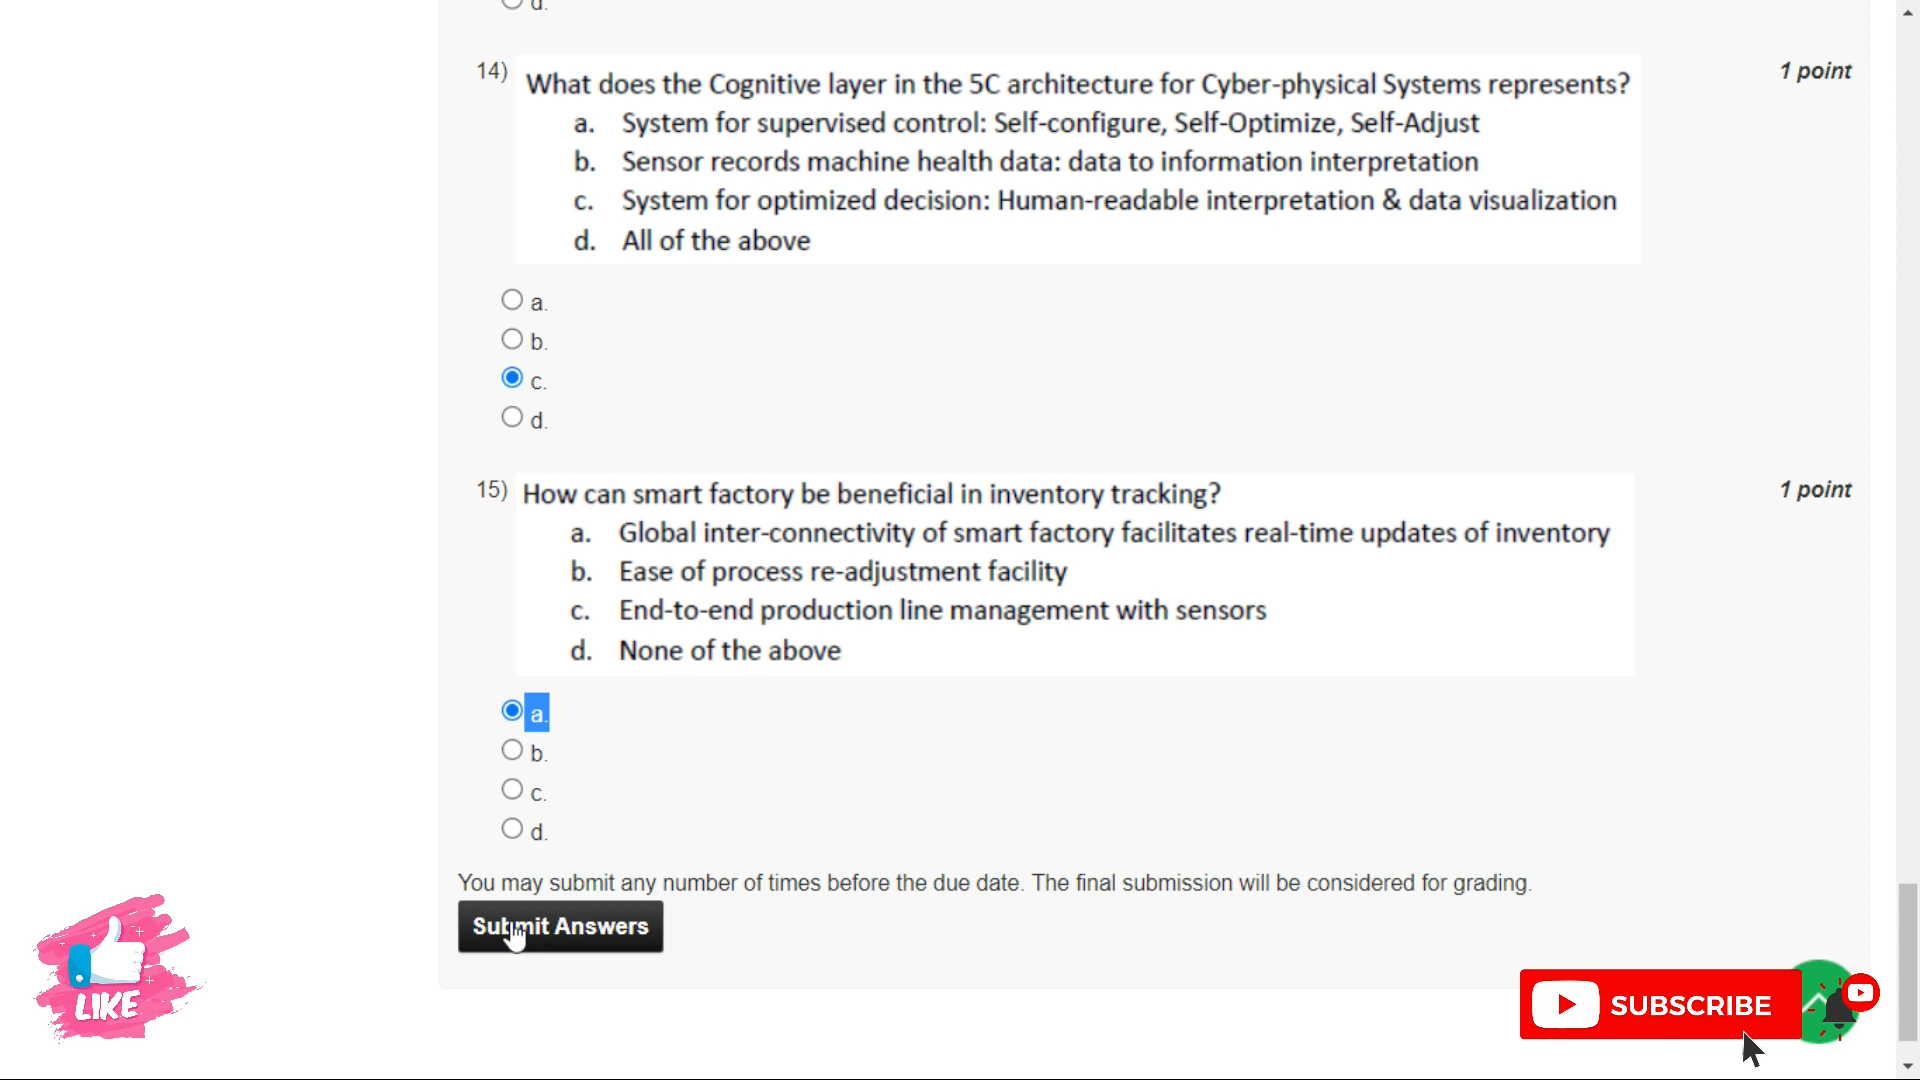 d.
14) What does the Cognitive layer in the 5C architecture for Cyber-physical Systems represents? 1 point
a. System for supervised control: Self-configure, Self-Optimize, Self-Adjust
b. Sensor records machine health data: data to information interpretation
c. System for optimized decision: Human-readable interpretation & data visualization
d. All of the above
a.
b.
c.
d.
15) How can smart factory be beneficial in inventory tracking? 1 point
a. Global inter-connectivity of smart factory facilitates real-time updates of inventory
b. Ease of process re-adjustment facility
c. End-to-end production line management with sensors
d. None of the above
a.
b.
c.
d.
You may submit any number of times before the due date. The final submission will be considered for grading.
Submit Answers
LIKE
SUBSCRIBE